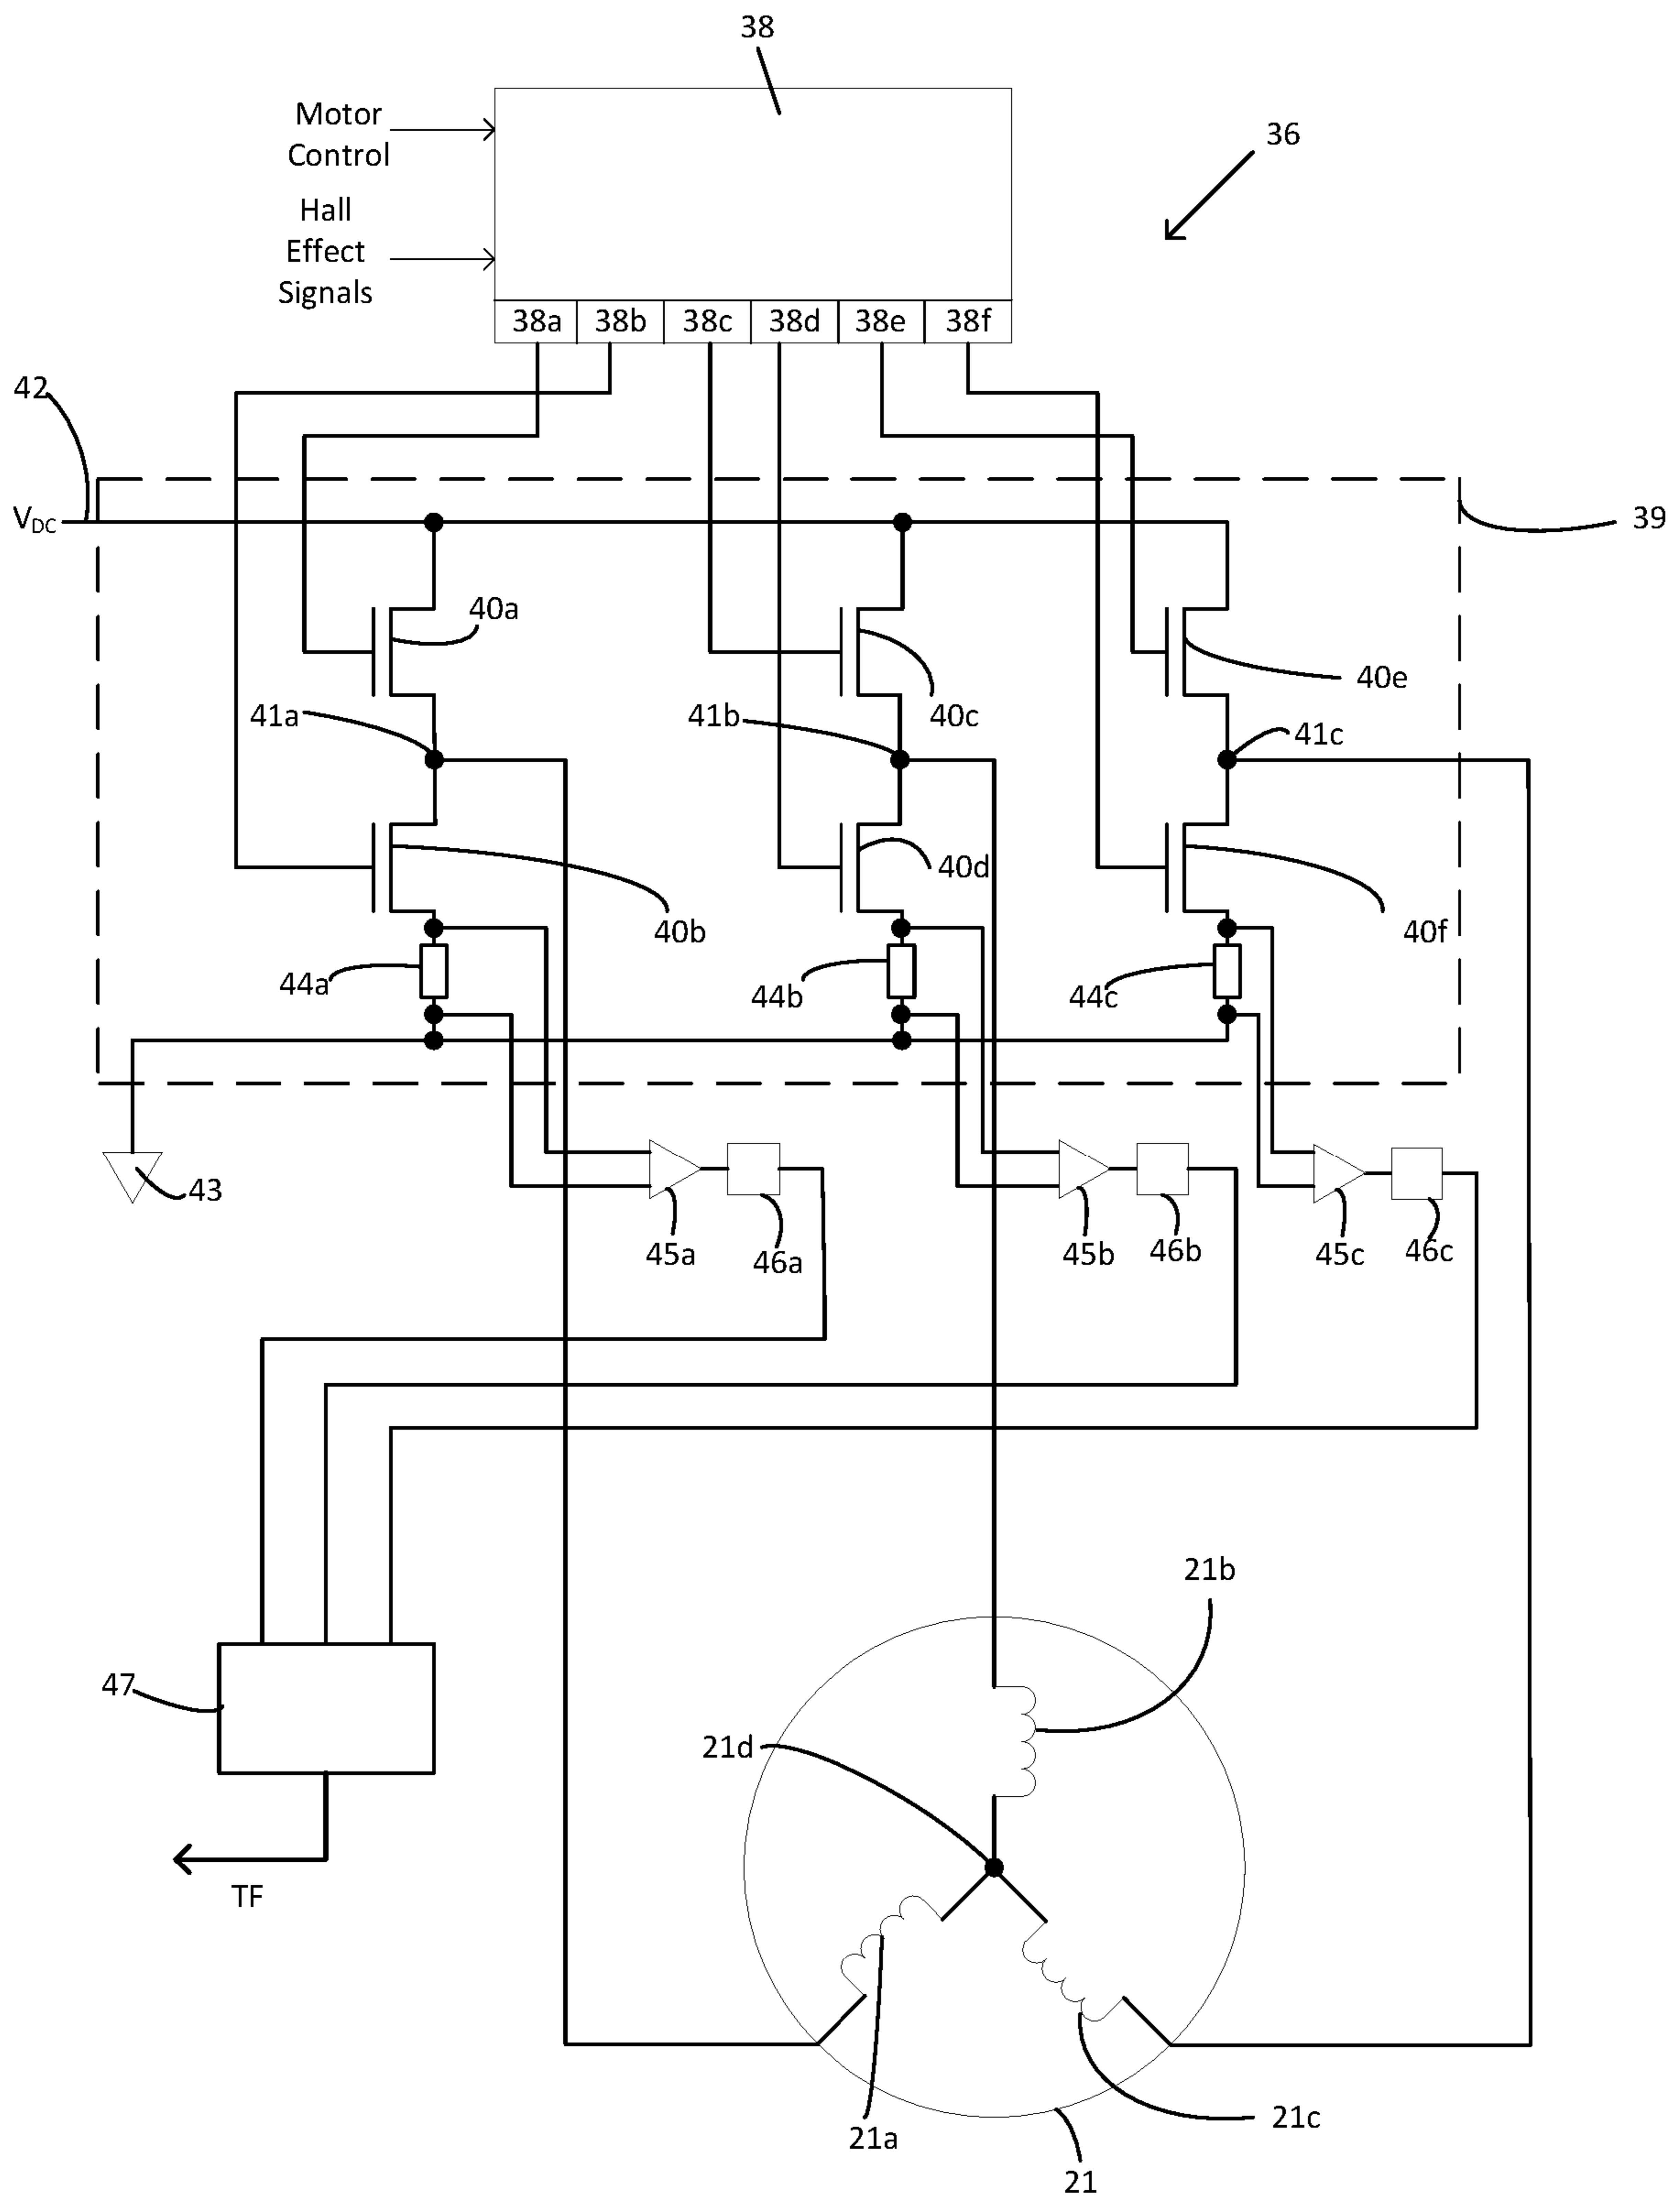 38
Motor
Control
36
Hall
Effect
Signals
38a 38b 38c 38d 38e 38f
42
VDC
39
40a
40e
41a
41b
40c
41c
40d
40b
40f
44a
44b
44c
43
45a
46a
45b
46b
45c
46c
21b
47
21d
TF
21a
21c
21